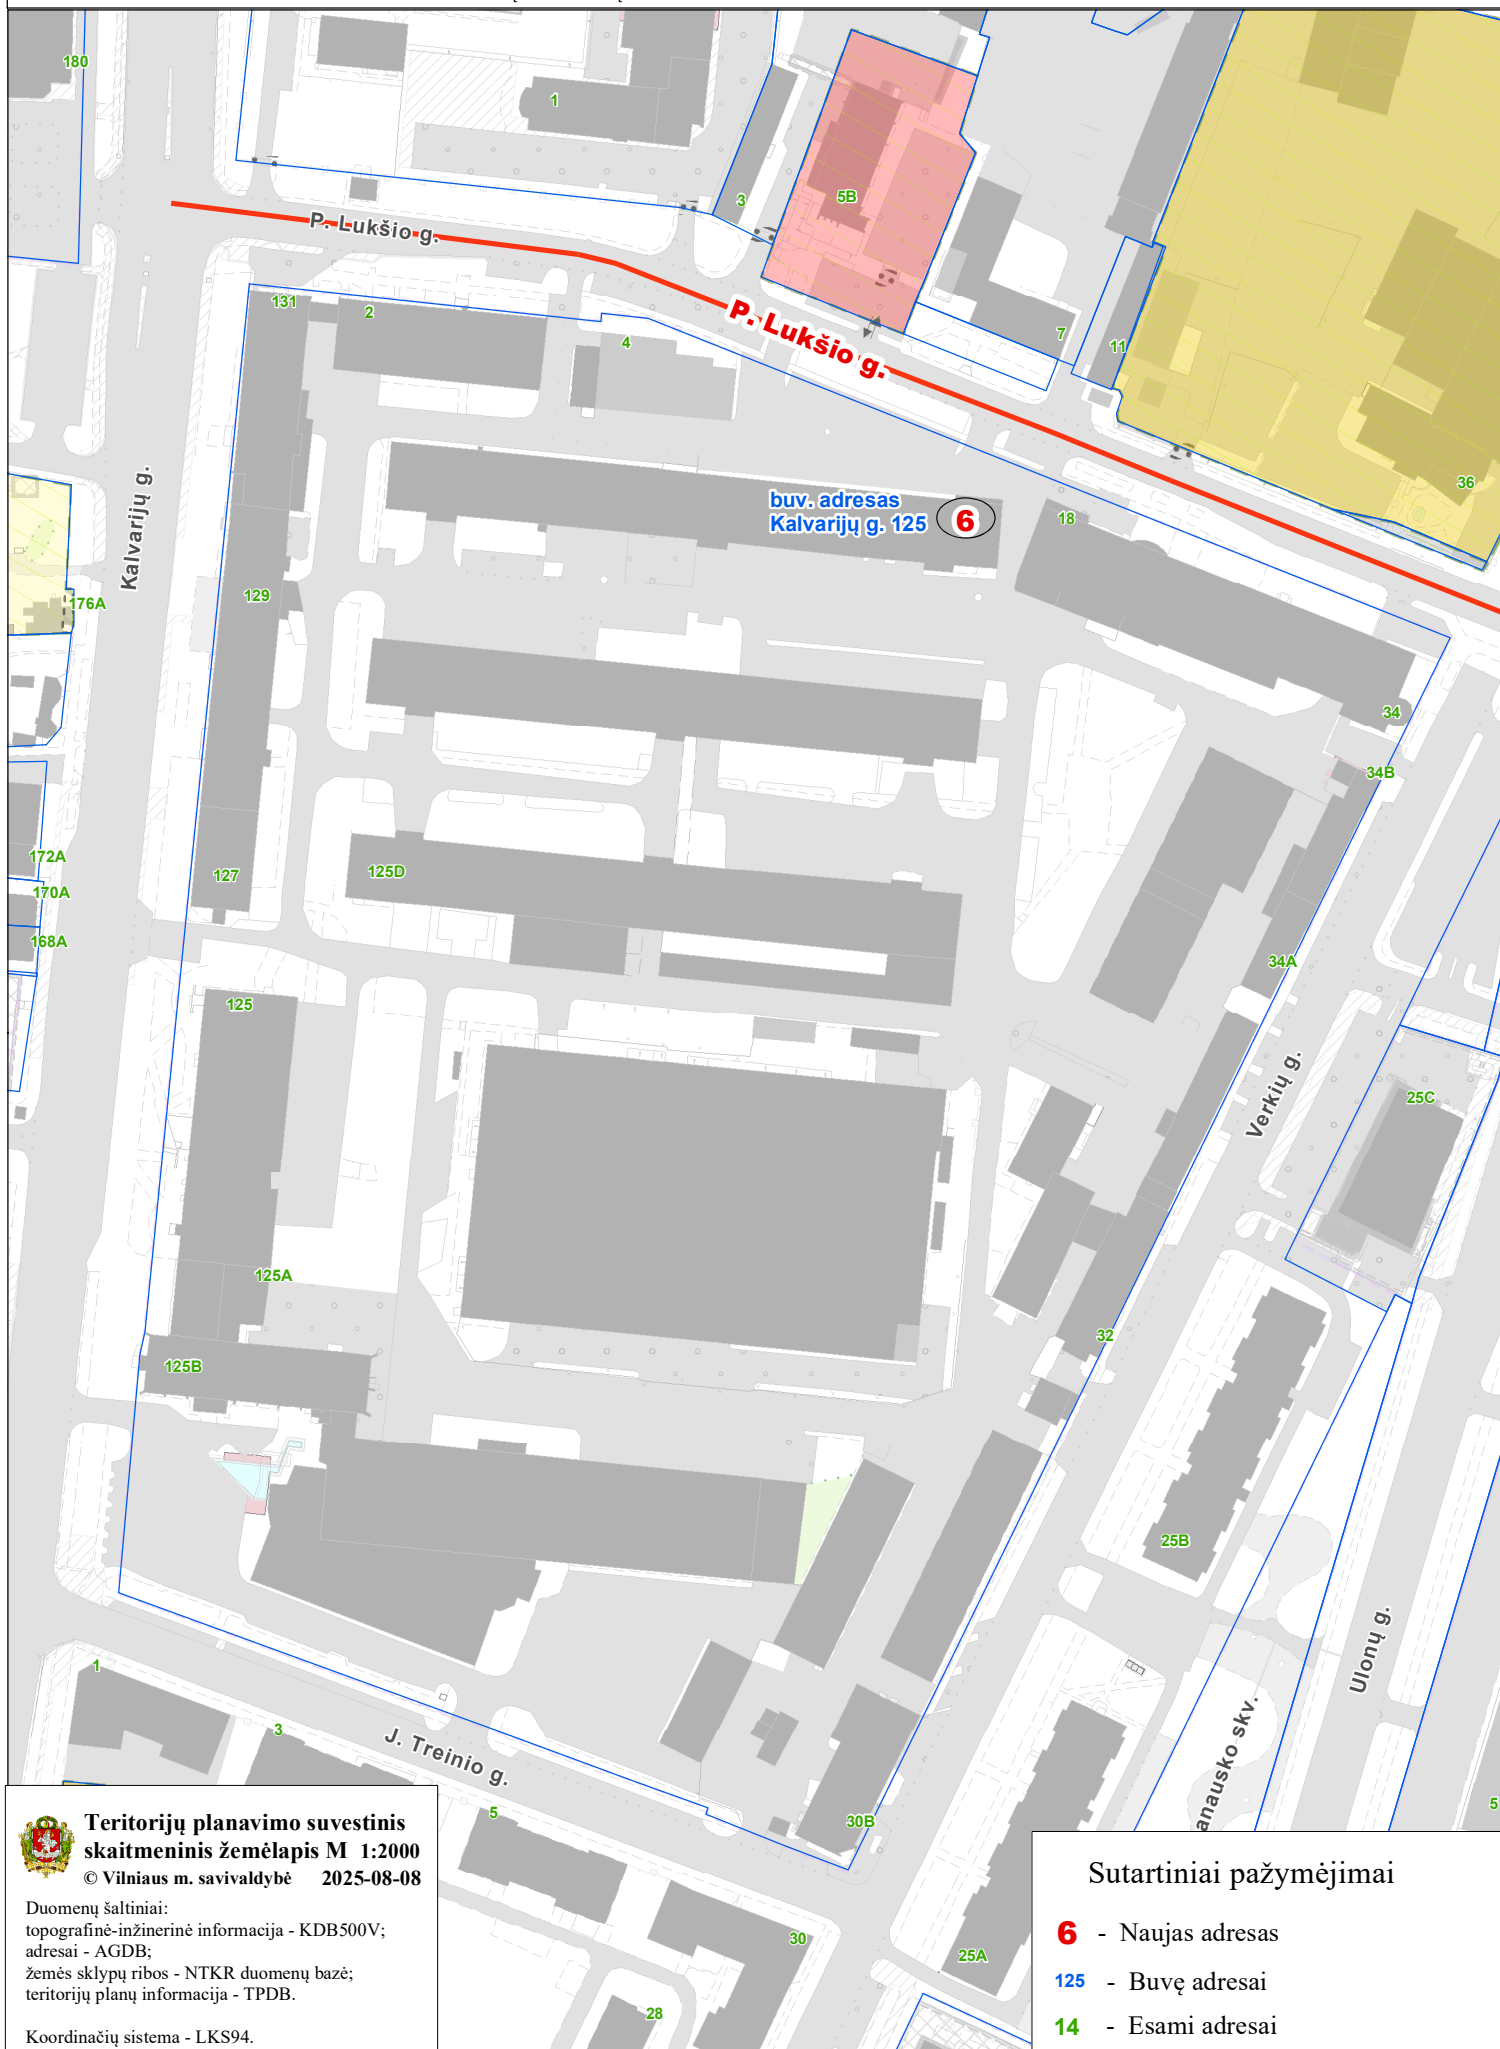 180
1
3
5B
P. Lukšio g.
131
2
4
P. Lukšio g.
7
11
36
buv. adresas
Kalvarijų g. 125
6
18
Kalvarijų g.
129
176A
34
34B
172A
127
125D
170A
168A
34A
125
Verkių g.
25C
125A
32
125B
25B
Ulonų g.
1
3
J. Treinio g.
anausko skv.
5
30B
5
30
25A
28
Teritorijų planavimo suvestinis
skaitmeninis žemėlapis M 1:2000
© Vilniaus m. savivaldybė 2025-08-08
Duomenų šaltiniai:
topografinė-inžinerinė informacija - KDB500V;
adresai - AGDB;
žemės sklypų ribos - NTKR duomenų bazė;
teritorijų planų informacija - TPDB.
Koordinačių sistema - LKS94.
Sutartiniai pažymėjimai
6 - Naujas adresas
125 - Buvę adresai
14 - Esami adresai